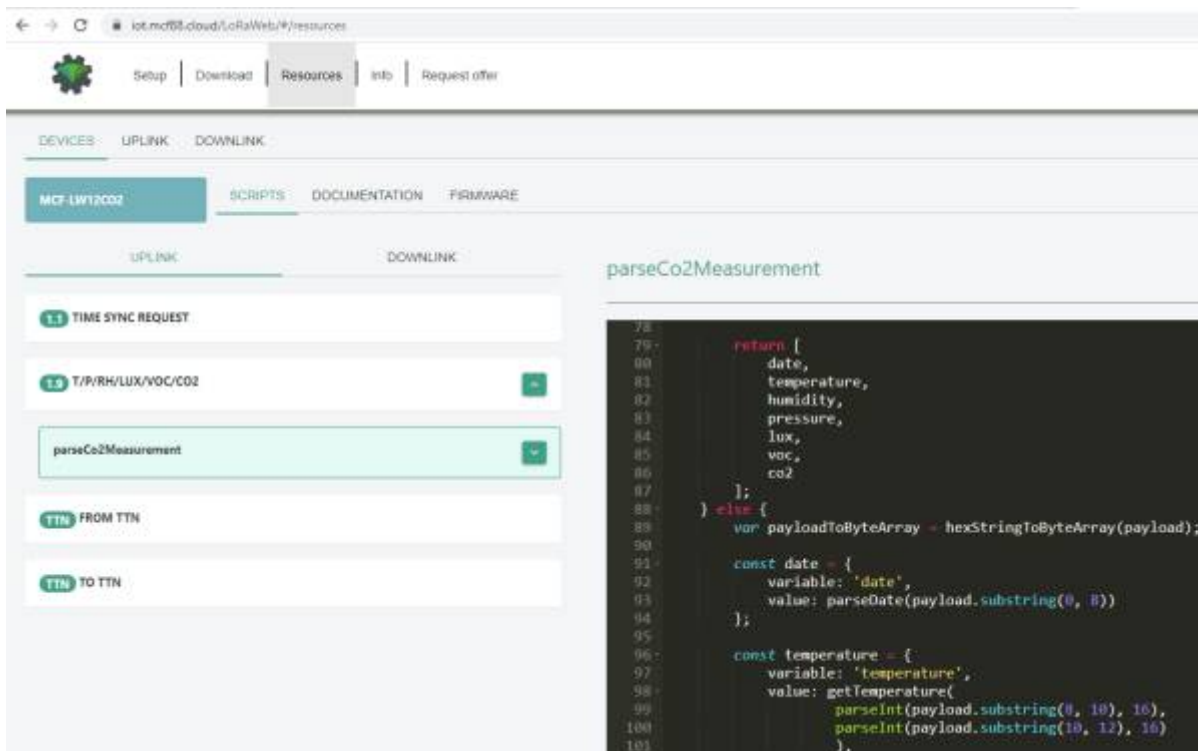 iot.mcf88.cloud/LoRaWeb/#/resources
Setup Download Resources Info Request offer
DEVICES UPLINK DOWNLINK
MCF-LW12CO2 SCRIPTS DOCUMENTATION FIRMWARE
UPLINK DOWNLINK
parseCo2Measurement
1.1 TIME SYNC REQUEST
1.9 T/P/RH/LUX/VOC/CO2
parseCo2Measurement
TTN FROM TTN
TTN TO TTN
78
79 return [
80 date,
81 temperature,
82 humidity,
83 pressure,
84 lux,
85 voc,
86 co2
87 ];
88 } else {
89 var payloadToByteArray = hexStringToByteArray(payload);
90
91 const date = {
92 variable: 'date',
93 value: parseDate(payload.substring(0, 8))
94 };
95
96 const temperature = {
97 variable: 'temperature',
98 value: getTemperature(
99 parseInt(payload.substring(8, 10), 16),
100 parseInt(payload.substring(10, 12), 16)
101 ),